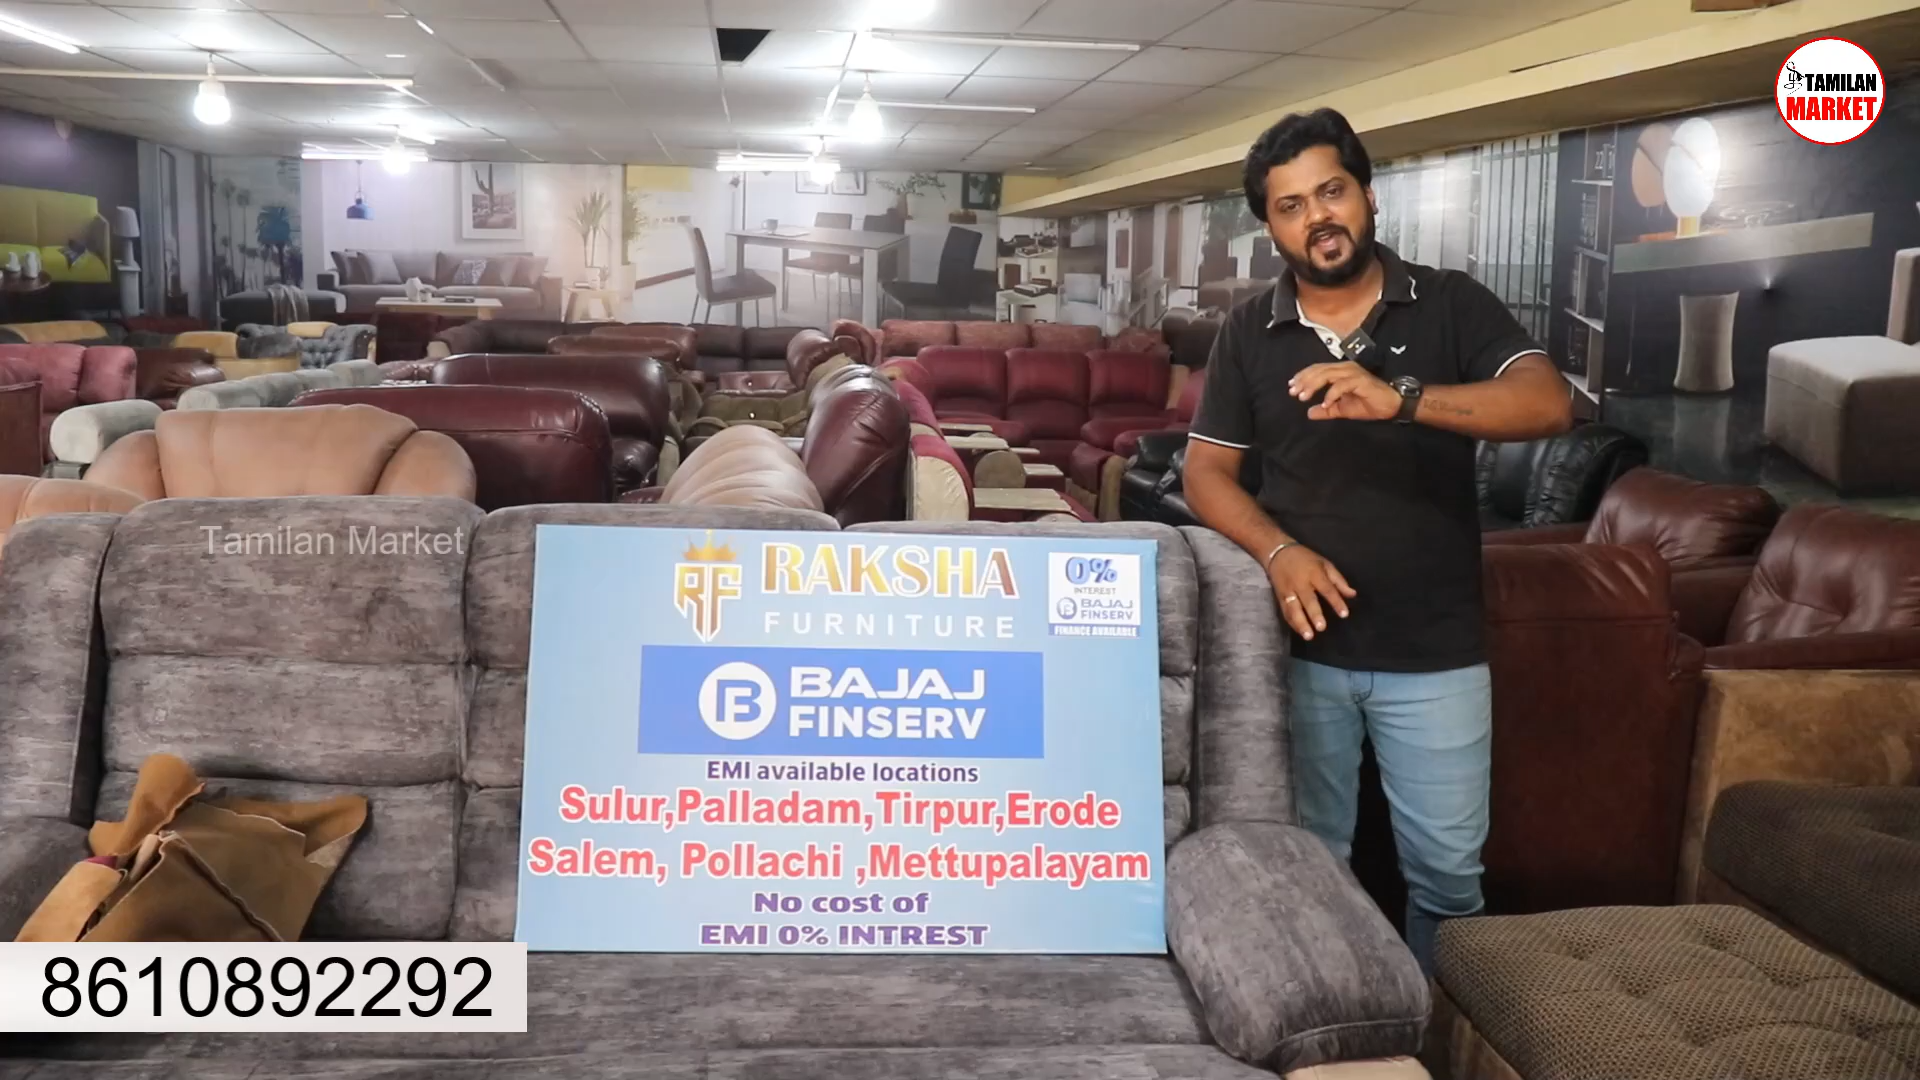 TAMILAN
MARKET
Tamilan Market
RF
RAKSHA
FURNITURE
0%
INTEREST
BAJAJ
FINSERV
FINANCE AVAILABLE
BAJAJ
FINSERV
EMI available locations
Sulur,Palladam,Tirpur,Erode
Salem, Pollachi ,Mettupalayam
No cost of
EMI 0% INTREST
8610892292